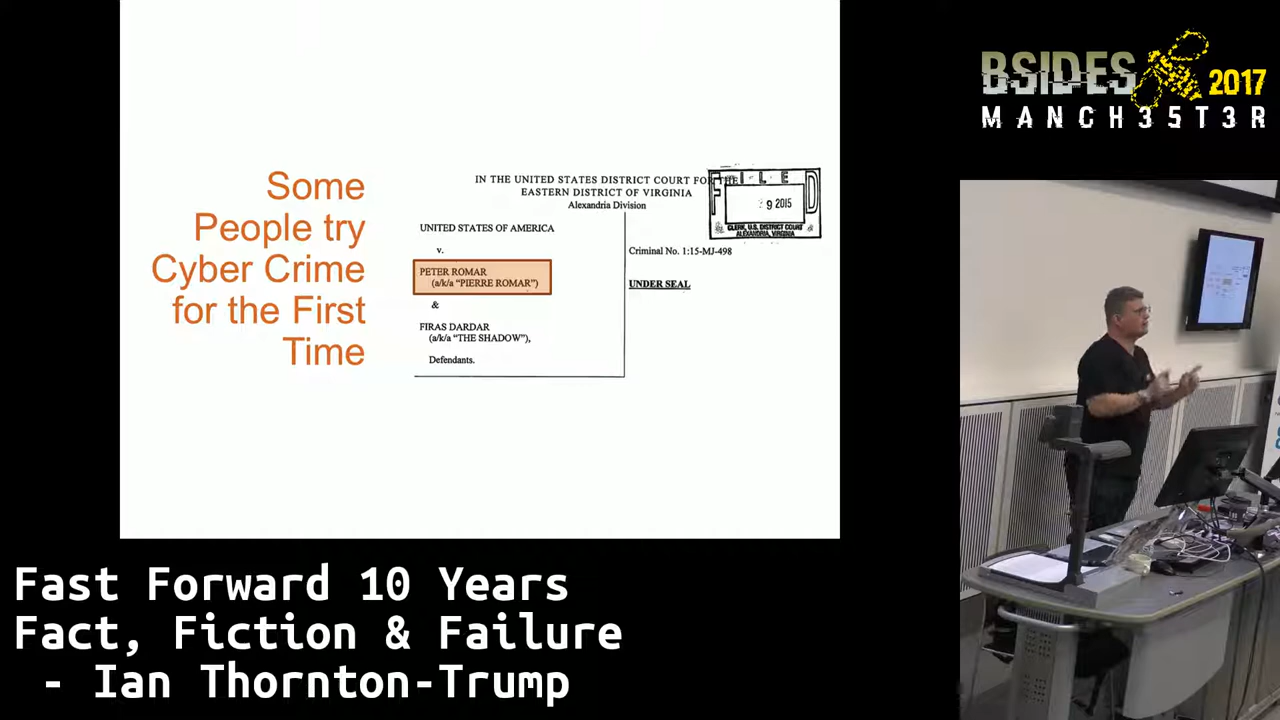 BSIDES 2017
MANCH35T3R
Some
People try
Cyber Crime
for the First
Time
IN THE UNITED STATES DISTRICT COURT FOR THE
EASTERN DISTRICT OF VIRGINIA
Alexandria Division
FILED
9 2015
CLERK, U.S. DISTRICT COURT
ALEXANDRIA, VIRGINIA
UNITED STATES OF AMERICA
v.
PETER ROMAR
(a/k/a "PIERRE ROMAR")
&
FIRAS DARDAR
(a/k/a "THE SHADOW"),
Defendants.
Criminal No. 1:15-MJ-498
UNDER SEAL
Fast Forward 10 Years
Fact, Fiction & Failure
- Ian Thornton-Trump